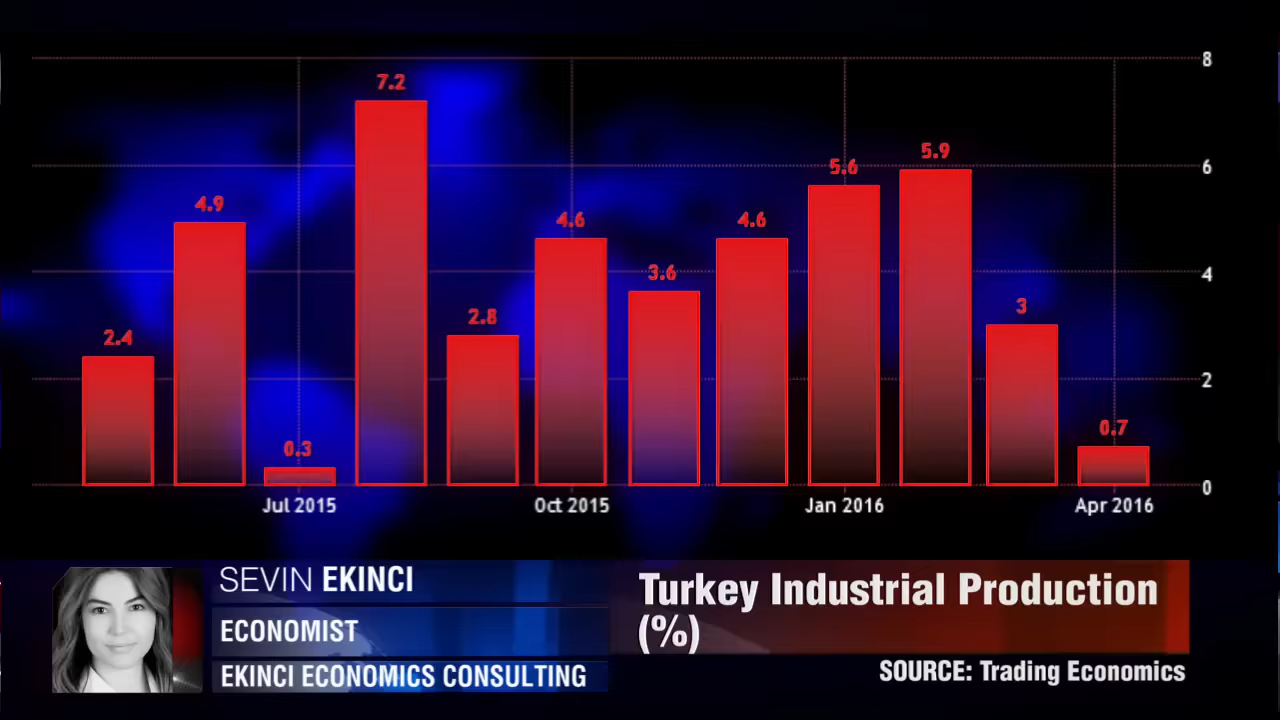 8
7.2
6
5.9
5.6
4.9
4.6
4.6
3.6
4
2.4
2.8
3
2
0.3
0.7
0
Jul 2015
Oct 2015
Jan 2016
Apr 2016
SEVIN EKINCI
ECONOMIST
EKINCI ECONOMICS CONSULTING
Turkey Industrial Production
(%)
SOURCE: Trading Economics